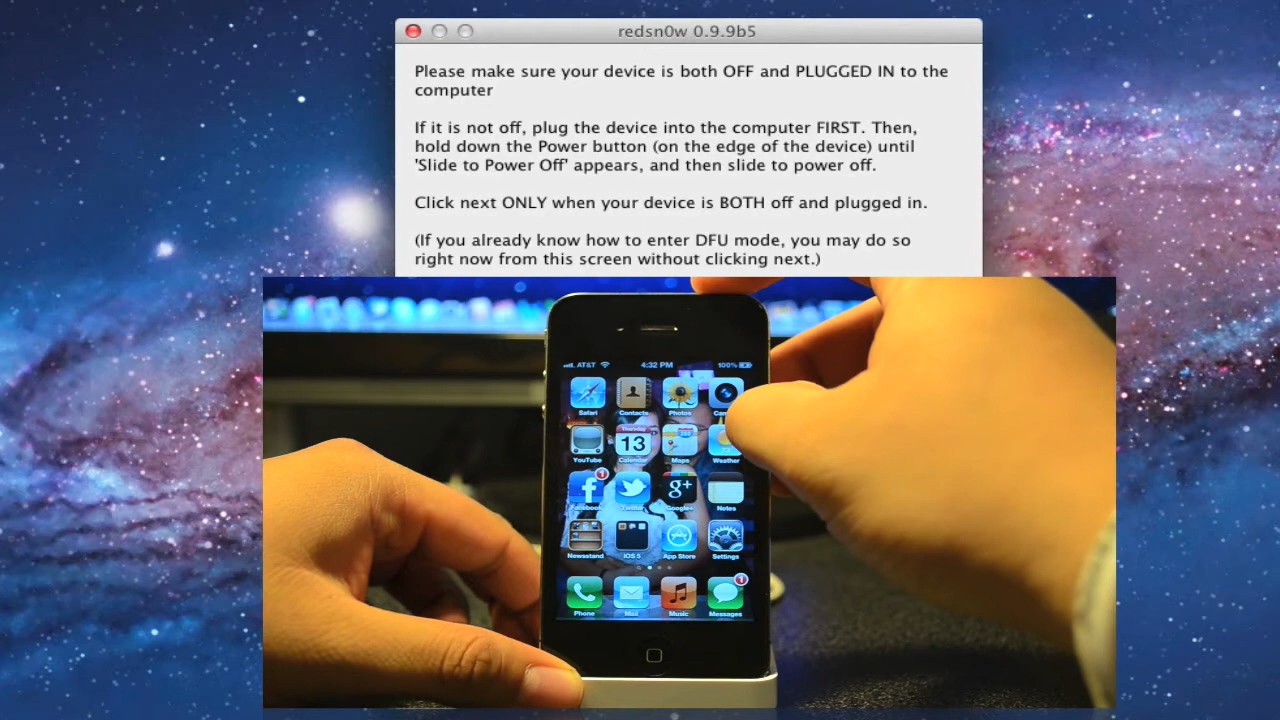 redsn0w 0.9.9b5
Please make sure your device is both OFF and PLUGGED IN to the
computer
If it is not off, plug the device into the computer FIRST. Then,
hold down the Power button (on the edge of the device) until
'Slide to Power Off' appears, and then slide to power off.
Click next ONLY when your device is BOTH off and plugged in.
(If you already know how to enter DFU mode, you may do so
right now from this screen without clicking next.)
AT&T 4:32 PM 100%
Safari Contacts Photos
Thursday
13
YouTube Calendar Maps Weather
1
f g+
Facebook Twitter Google+ Notes
Newsstand iOS 5 App Store Settings
1
Phone Mail Music Messages